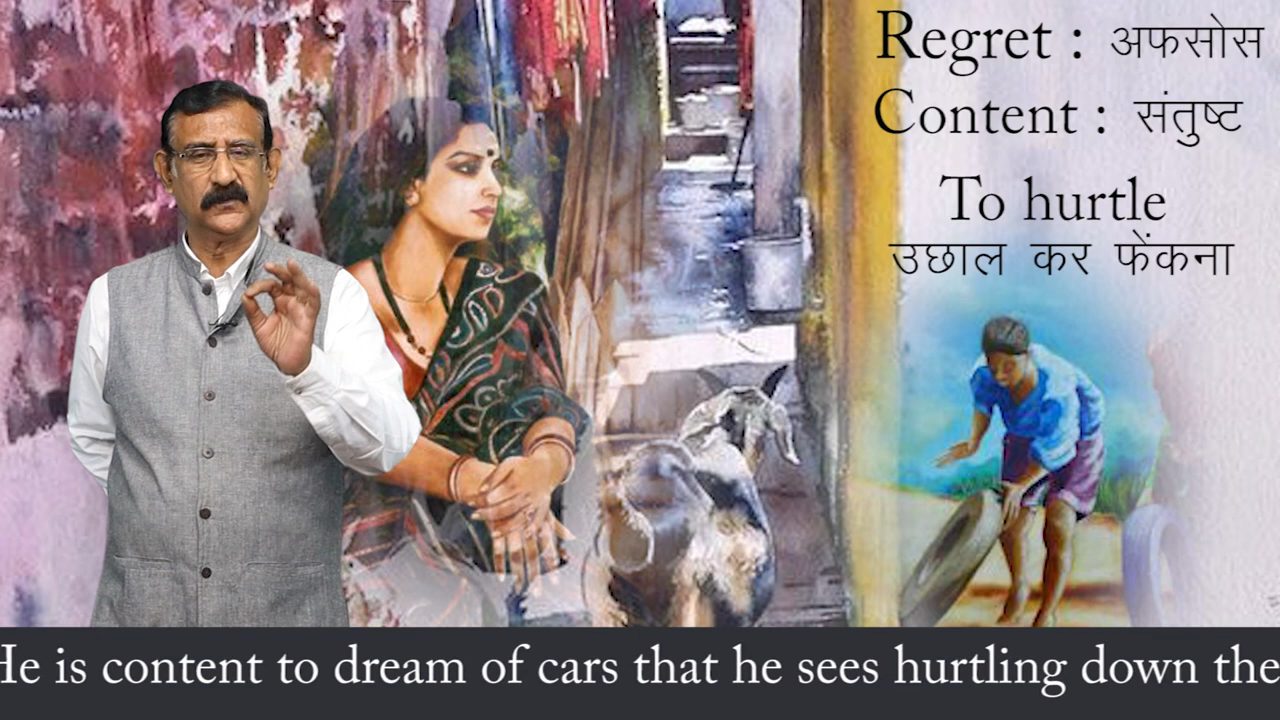 Regret : अफसोस
Content : संतुष्ट
To hurtle
उछाल कर फेंकना
He is content to dream of cars that he sees hurtling down the